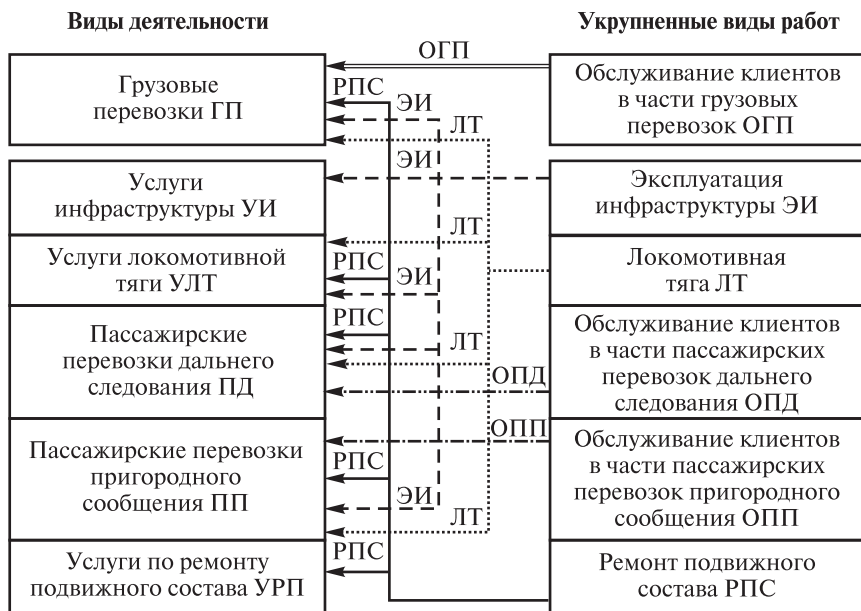 Виды деятельности
Укрупненные виды работ
Грузовые
перевозки ГП
Услуги
инфраструктуры УИ
Услуги локомотивной
тяги УЛТ
Пассажирские
перевозки дальнего
следования ПД
Пассажирские перевозки
пригородного
сообщения ПП
Услуги по ремонту
подвижного состава УРП
ОГП
РПС
ЭИ
ЛТ
ЭИ
ЛТ
РПС
ЭИ
РПС
ЛТ
ОПД
ОПП
РПС
ЭИ
ЛТ
РПС
Обслуживание клиентов
в части грузовых
перевозок ОГП
Эксплуатация
инфраструктуры ЭИ
Локомотивная
тяга ЛТ
Обслуживание клиентов
в части пассажирских
перевозок дальнего
следования ОПД
Обслуживание клиентов
в части пассажирских
перевозок пригородного
сообщения ОПП
Ремонт подвижного
состава РПС